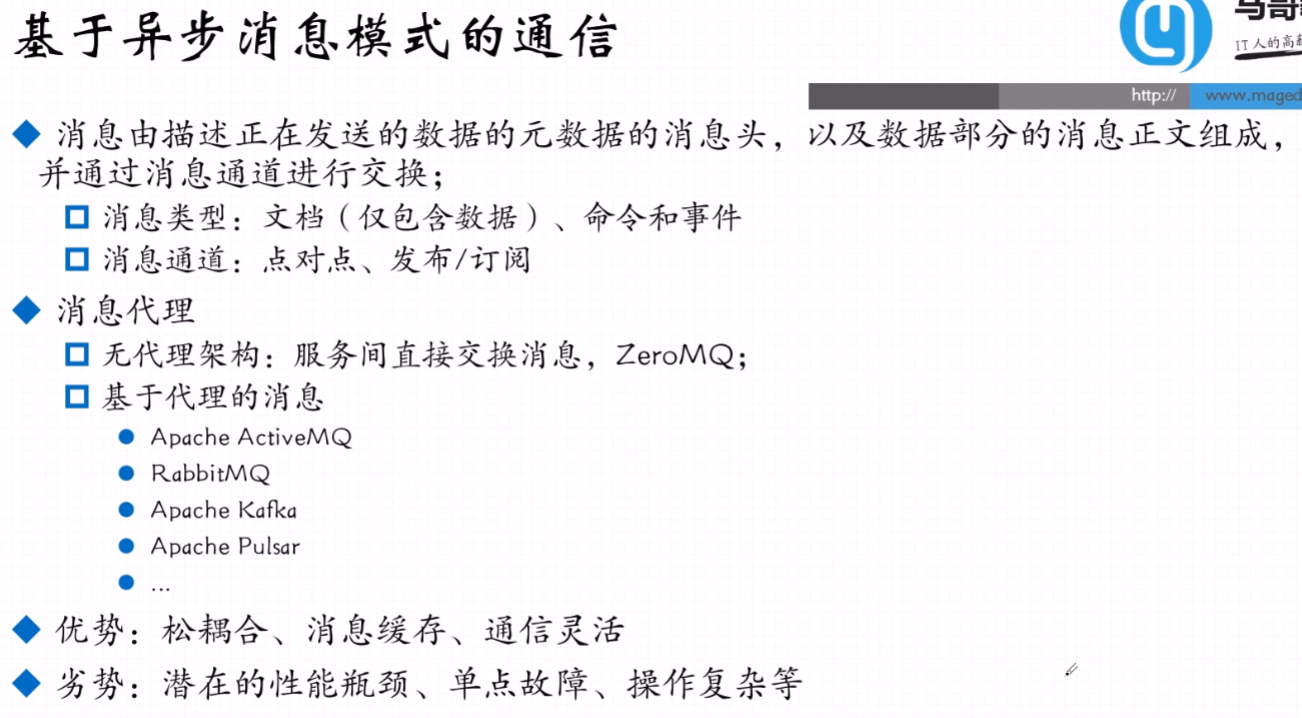 基于异步消息模式的通信
IT人的高
http://
www.maged
消息由描述正在发送的数据的元数据的消息头，以及数据部分的消息正文组成，
并通过消息通道进行交换；
消息类型：文档（仅包含数据）、命令和事件
消息通道：点对点、发布/订阅
消息代理
无代理架构：服务间直接交换消息，ZeroMQ；
基于代理的消息
Apache ActiveMQ
RabbitMQ
Apache Kafka
Apache Pulsar
...
优势：松耦合、消息缓存、通信灵活
劣势：潜在的性能瓶颈、单点故障、操作复杂等